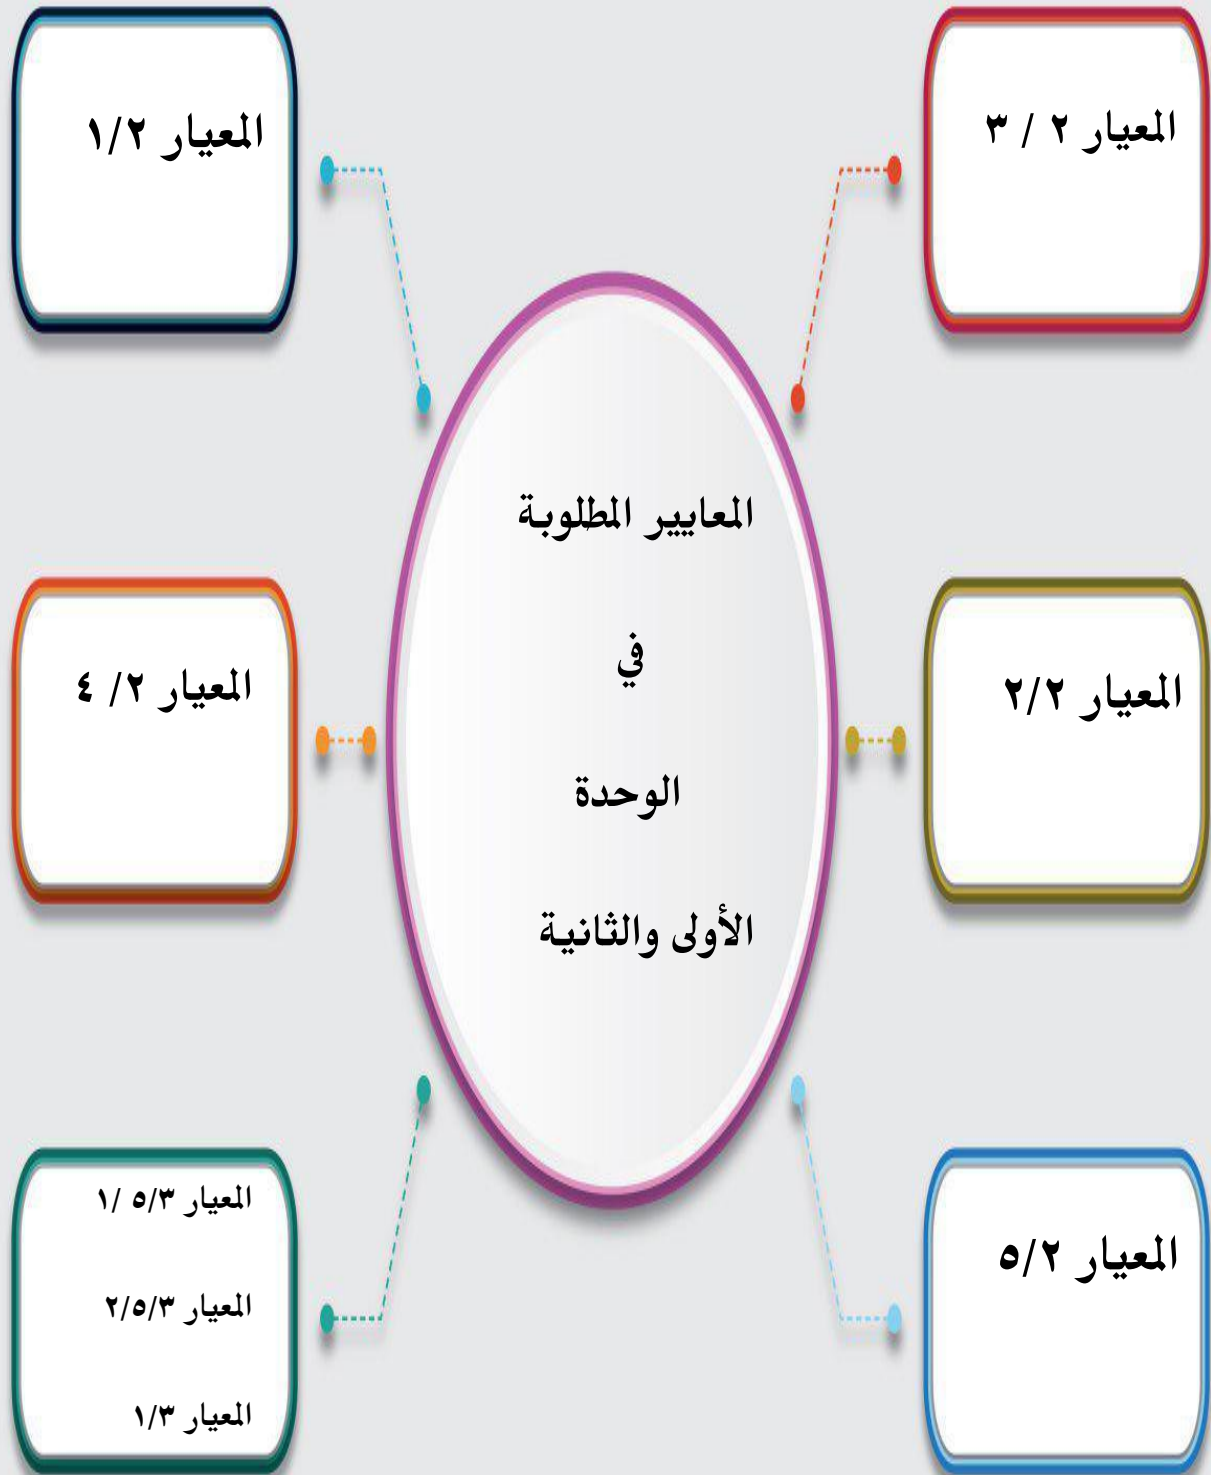 المعيار ٢ / ٣
المعيار ١/٢
المعايير المطلوبة
في
الوحدة
الأولى والثانية
المعيار ٢/٢
المعيار ٢/ ٤
المعيار ٥/٢
المعيار ٥/٣ /١
المعيار ٢/٥/٣
المعيار ١/٣